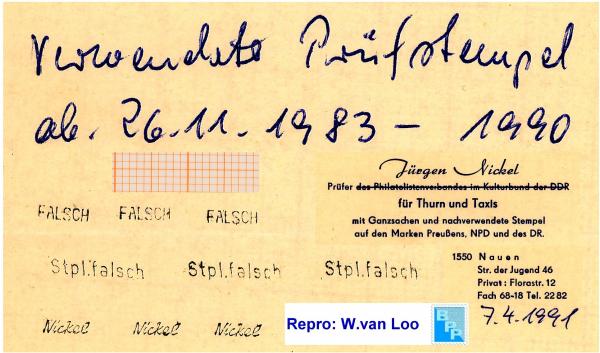 Verwendete Prüfstempel
ab. 26.11.1983 – 1990
Jürgen Nickel
Prüfer des Philatelistenverbandes im Kulturbund der DDR
für Thurn und Taxis
mit Ganzsachen und nachverwendete Stempel
auf den Marken Preußens, NPD und des DR.
FALSCH FALSCH FALSCH
1550 Nauen
Str. der Jugend 46
Privat: Florastr. 12
Fach 68-18 Tel. 22 82
7.4.1991
Stpl.falsch Stpl.falsch Stpl.falsch
Nickel Nickel Nickel
Repro: W.van Loo
BPP